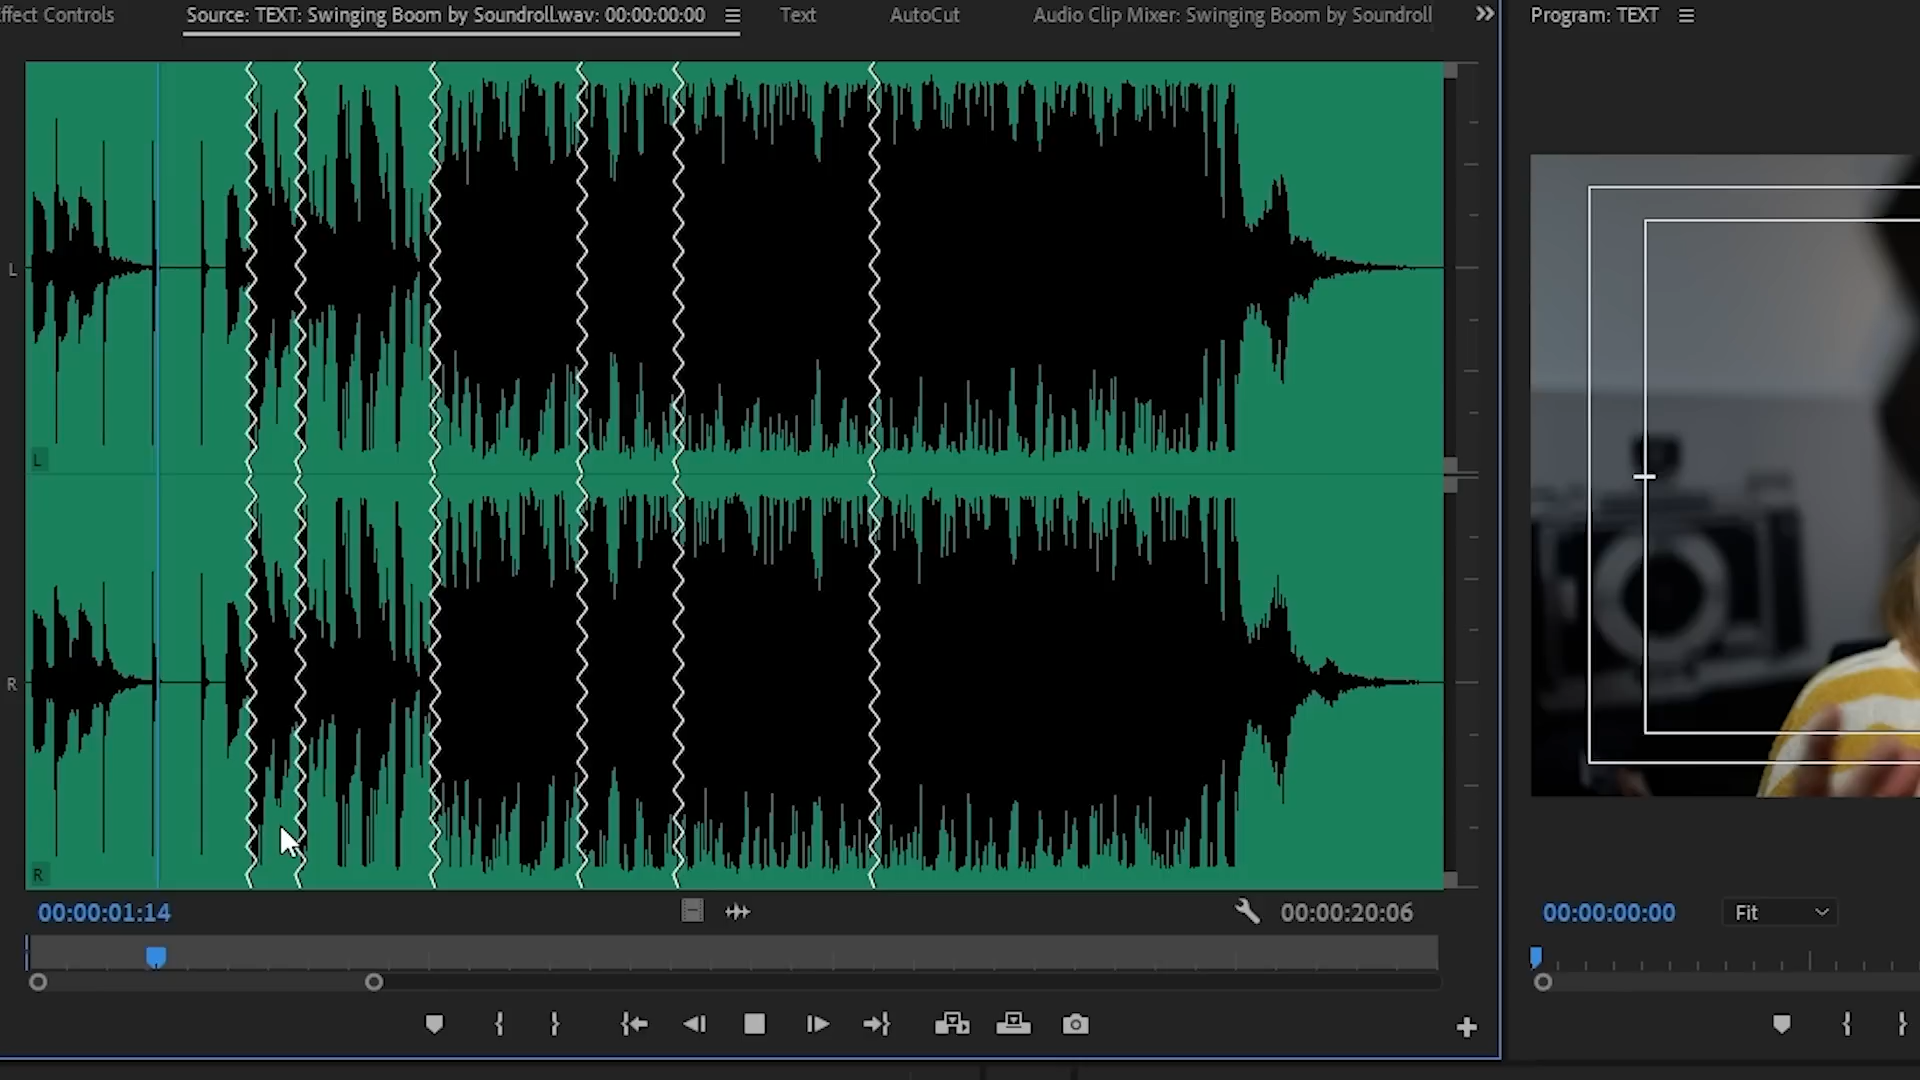 ffect Controls
Source: TEXT: Swinging Boom by Soundroll.wav: 00:00:00:00
Text
AutoCut
Audio Clip Mixer: Swinging Boom by Soundroll
Program: TEXT
L
L
R
R
00:00:01:14
00:00:20:06
00:00:00:00
Fit